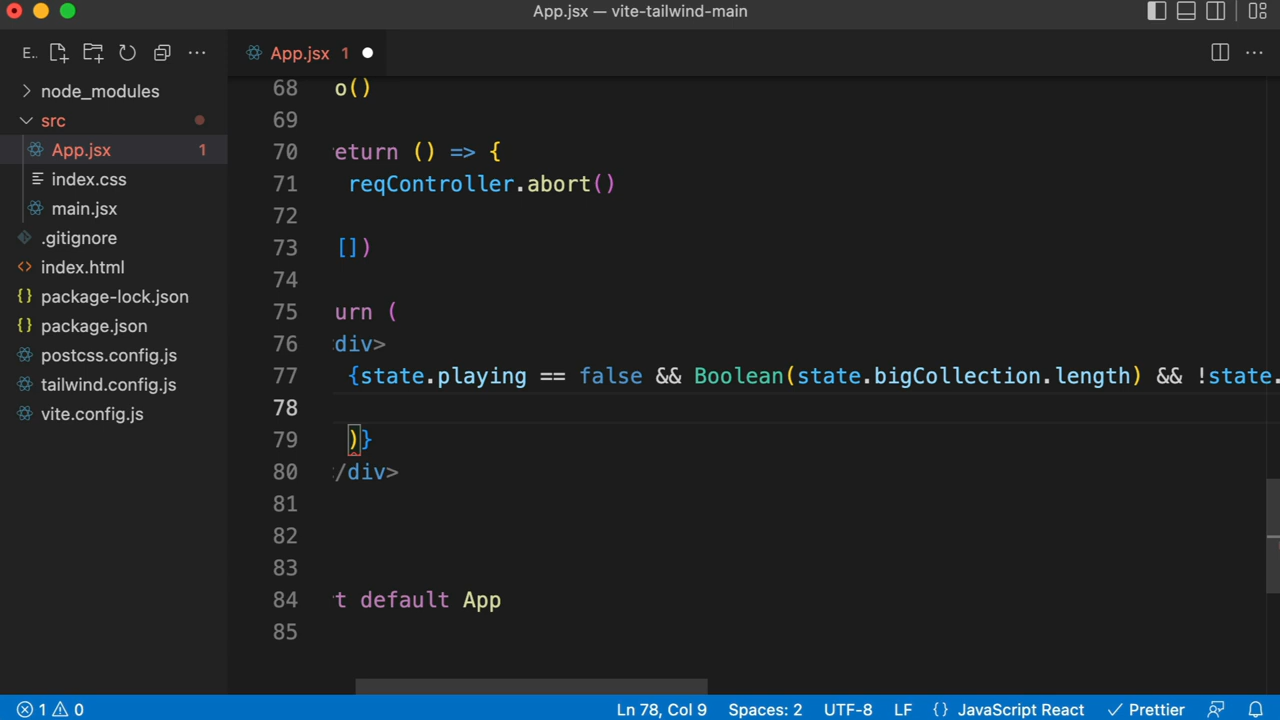 App.jsx — vite-tailwind-main
E..
App.jsx 1
node_modules
src
App.jsx 1
index.css
main.jsx
.gitignore
index.html
package-lock.json
package.json
postcss.config.js
tailwind.config.js
vite.config.js
68 o()
69
70 eturn () => {
71 reqController.abort()
72
73 [])
74
75 urn (
76 div>
77 {state.playing == false && Boolean(state.bigCollection.length) && !state.
78
79 )}
80 /div>
81
82
83
84 t default App
85
1 0 Ln 78, Col 9 Spaces: 2 UTF-8 LF {} JavaScript React Prettier